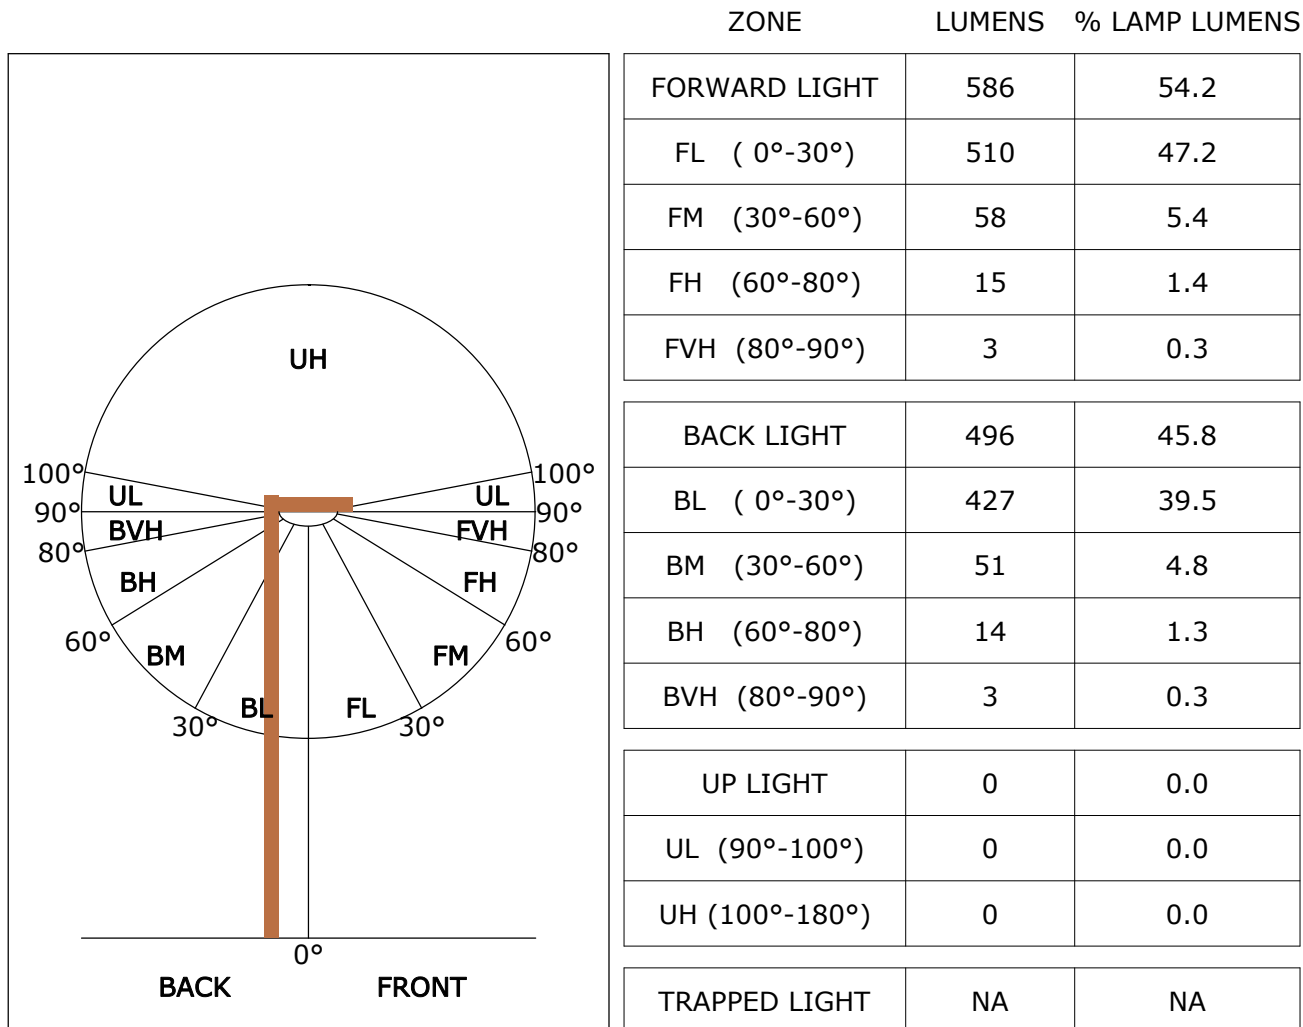 ZONE LUMENS % LAMP LUMENS
FORWARD LIGHT 586 54.2
FL ( 0°-30°) 510 47.2
FM (30°-60°) 58 5.4
FH (60°-80°) 15 1.4
FVH (80°-90°) 3 0.3
BACK LIGHT 496 45.8
BL ( 0°-30°) 427 39.5
BM (30°-60°) 51 4.8
BH (60°-80°) 14 1.3
BVH (80°-90°) 3 0.3
UP LIGHT 0 0.0
UL (90°-100°) 0 0.0
UH (100°-180°) 0 0.0
TRAPPED LIGHT NA NA
UH
100° 100°
UL UL
90° 90°
BVH FVH
80° 80°
BH FH
60° 60°
BM FM
BL FL
30° 30°
0°
BACK FRONT